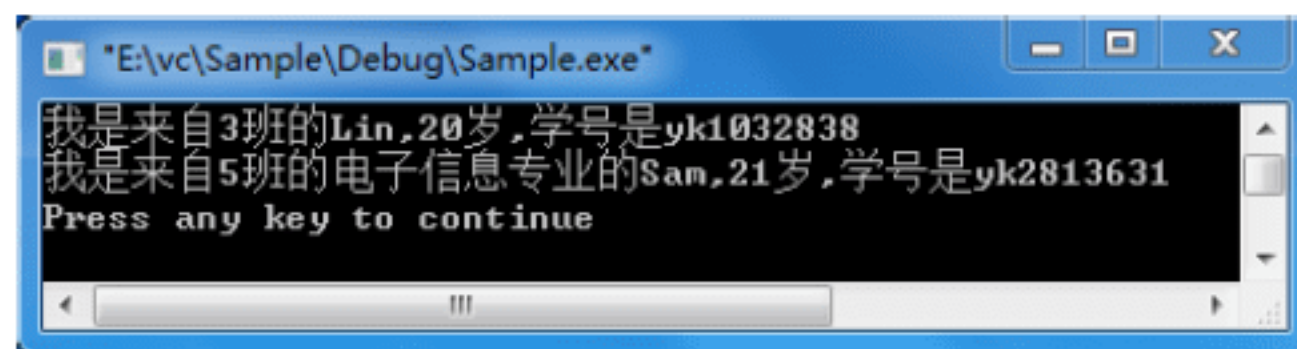 "E:\vc\Sample\Debug\Sample.exe"
我是来自3班的Lin,20岁,学号是yk1032838
我是来自5班的电子信息专业的Sam,21岁,学号是yk2813631
Press any key to continue